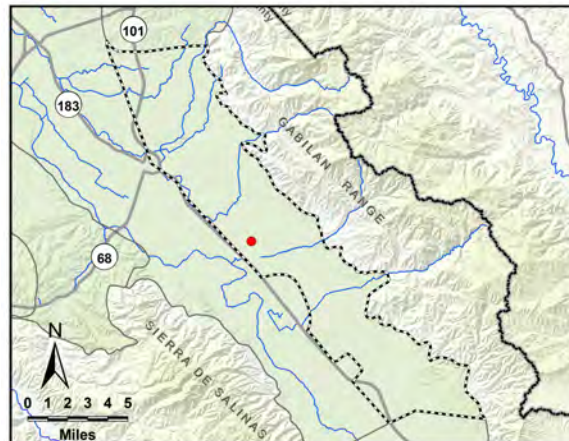 101
183
GABILAN RANGE
68
SIERRA DE SALINAS
N
0 1 2 3 4 5
Miles